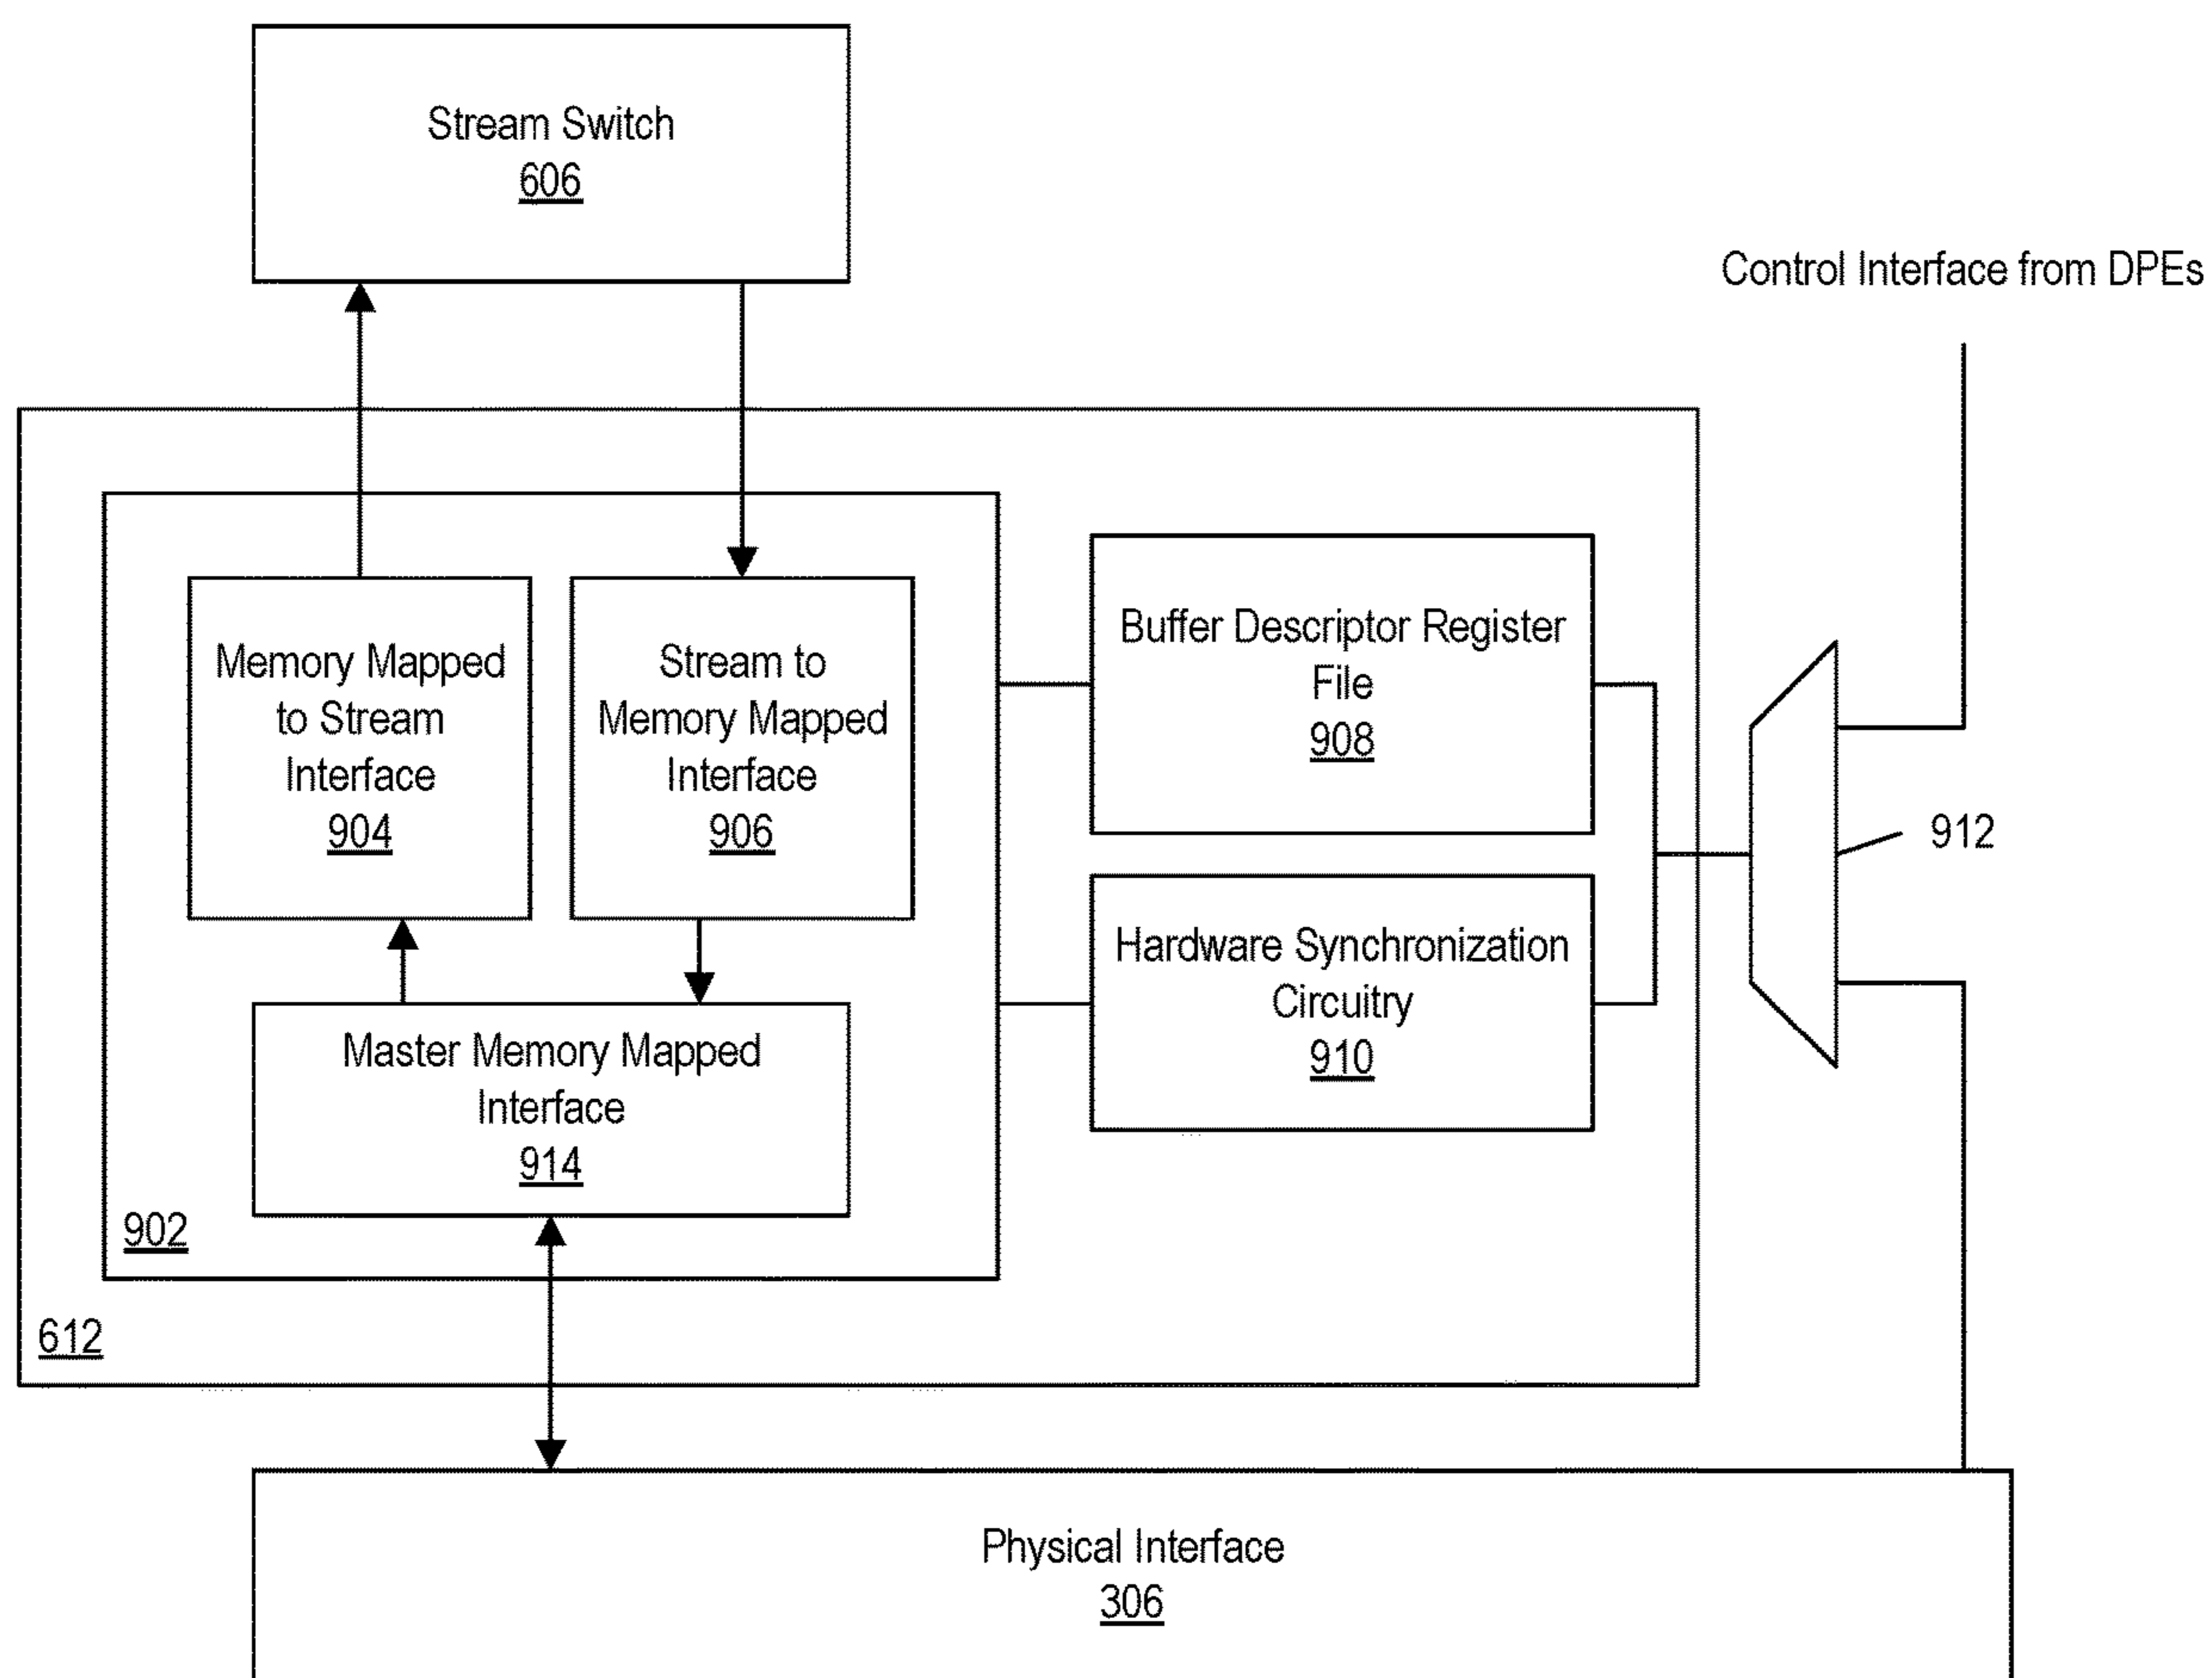 Stream Switch
606
Control Interface from DPEs
Memory Mapped
to Stream
Interface
904
Stream to
Memory Mapped
Interface
906
Buffer Descriptor Register
File
908
912
Hardware Synchronization
Circuitry
910
Master Memory Mapped
Interface
914
902
612
Physical Interface
306